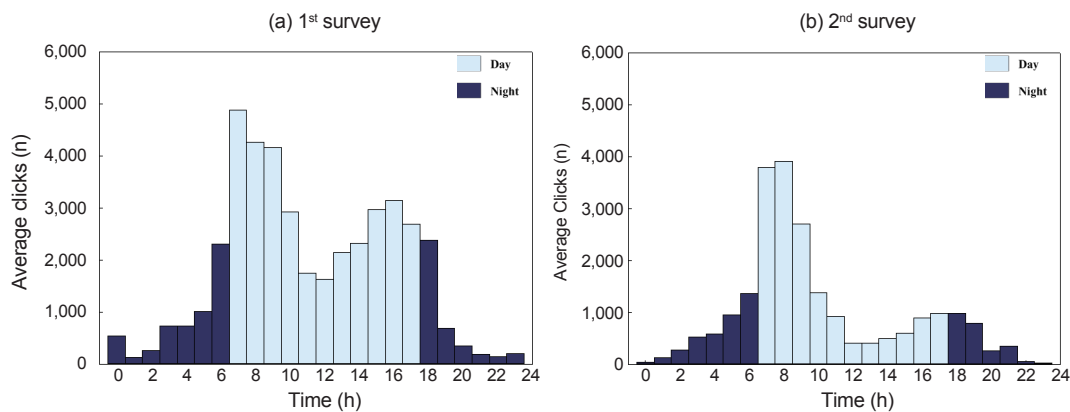 (a) 1st survey
6,000
5,000
4,000
3,000
2,000
1,000
0
Average clicks (n)
Day
Night
0 2 4 6 8 10 12 14 16 18 20 22 24
Time (h)
(b) 2nd survey
6,000
5,000
4,000
3,000
2,000
1,000
0
Average Clicks (n)
Day
Night
0 2 4 6 8 10 12 14 16 18 20 22 24
Time (h)